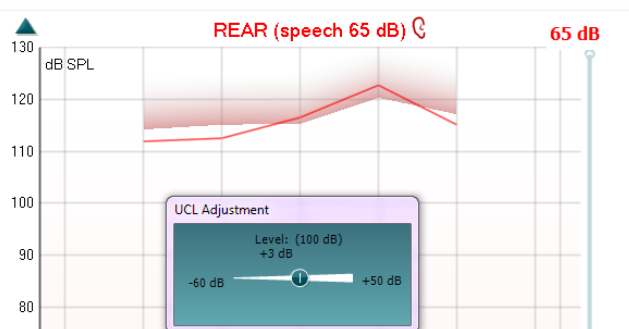 REAR (speech 65 dB)
65 dB
130
dB SPL
120
110
100
UCL Adjustment
Level: (100 dB)
+3 dB
-60 dB
+50 dB
90
80